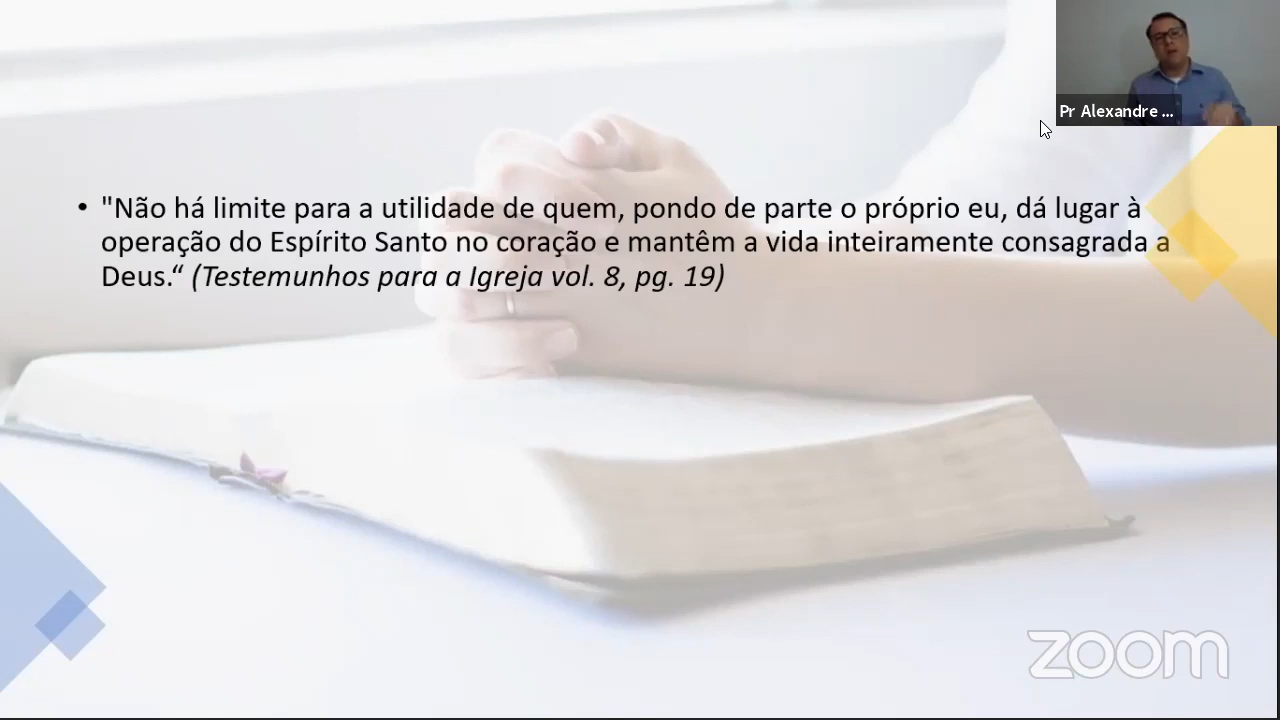 Pr Alexandre ...
• "Não há limite para a utilidade de quem, pondo de parte o próprio eu, dá lugar à
operação do Espírito Santo no coração e mantêm a vida inteiramente consagrada a
Deus.“ (Testemunhos para a Igreja vol. 8, pg. 19)
zoom